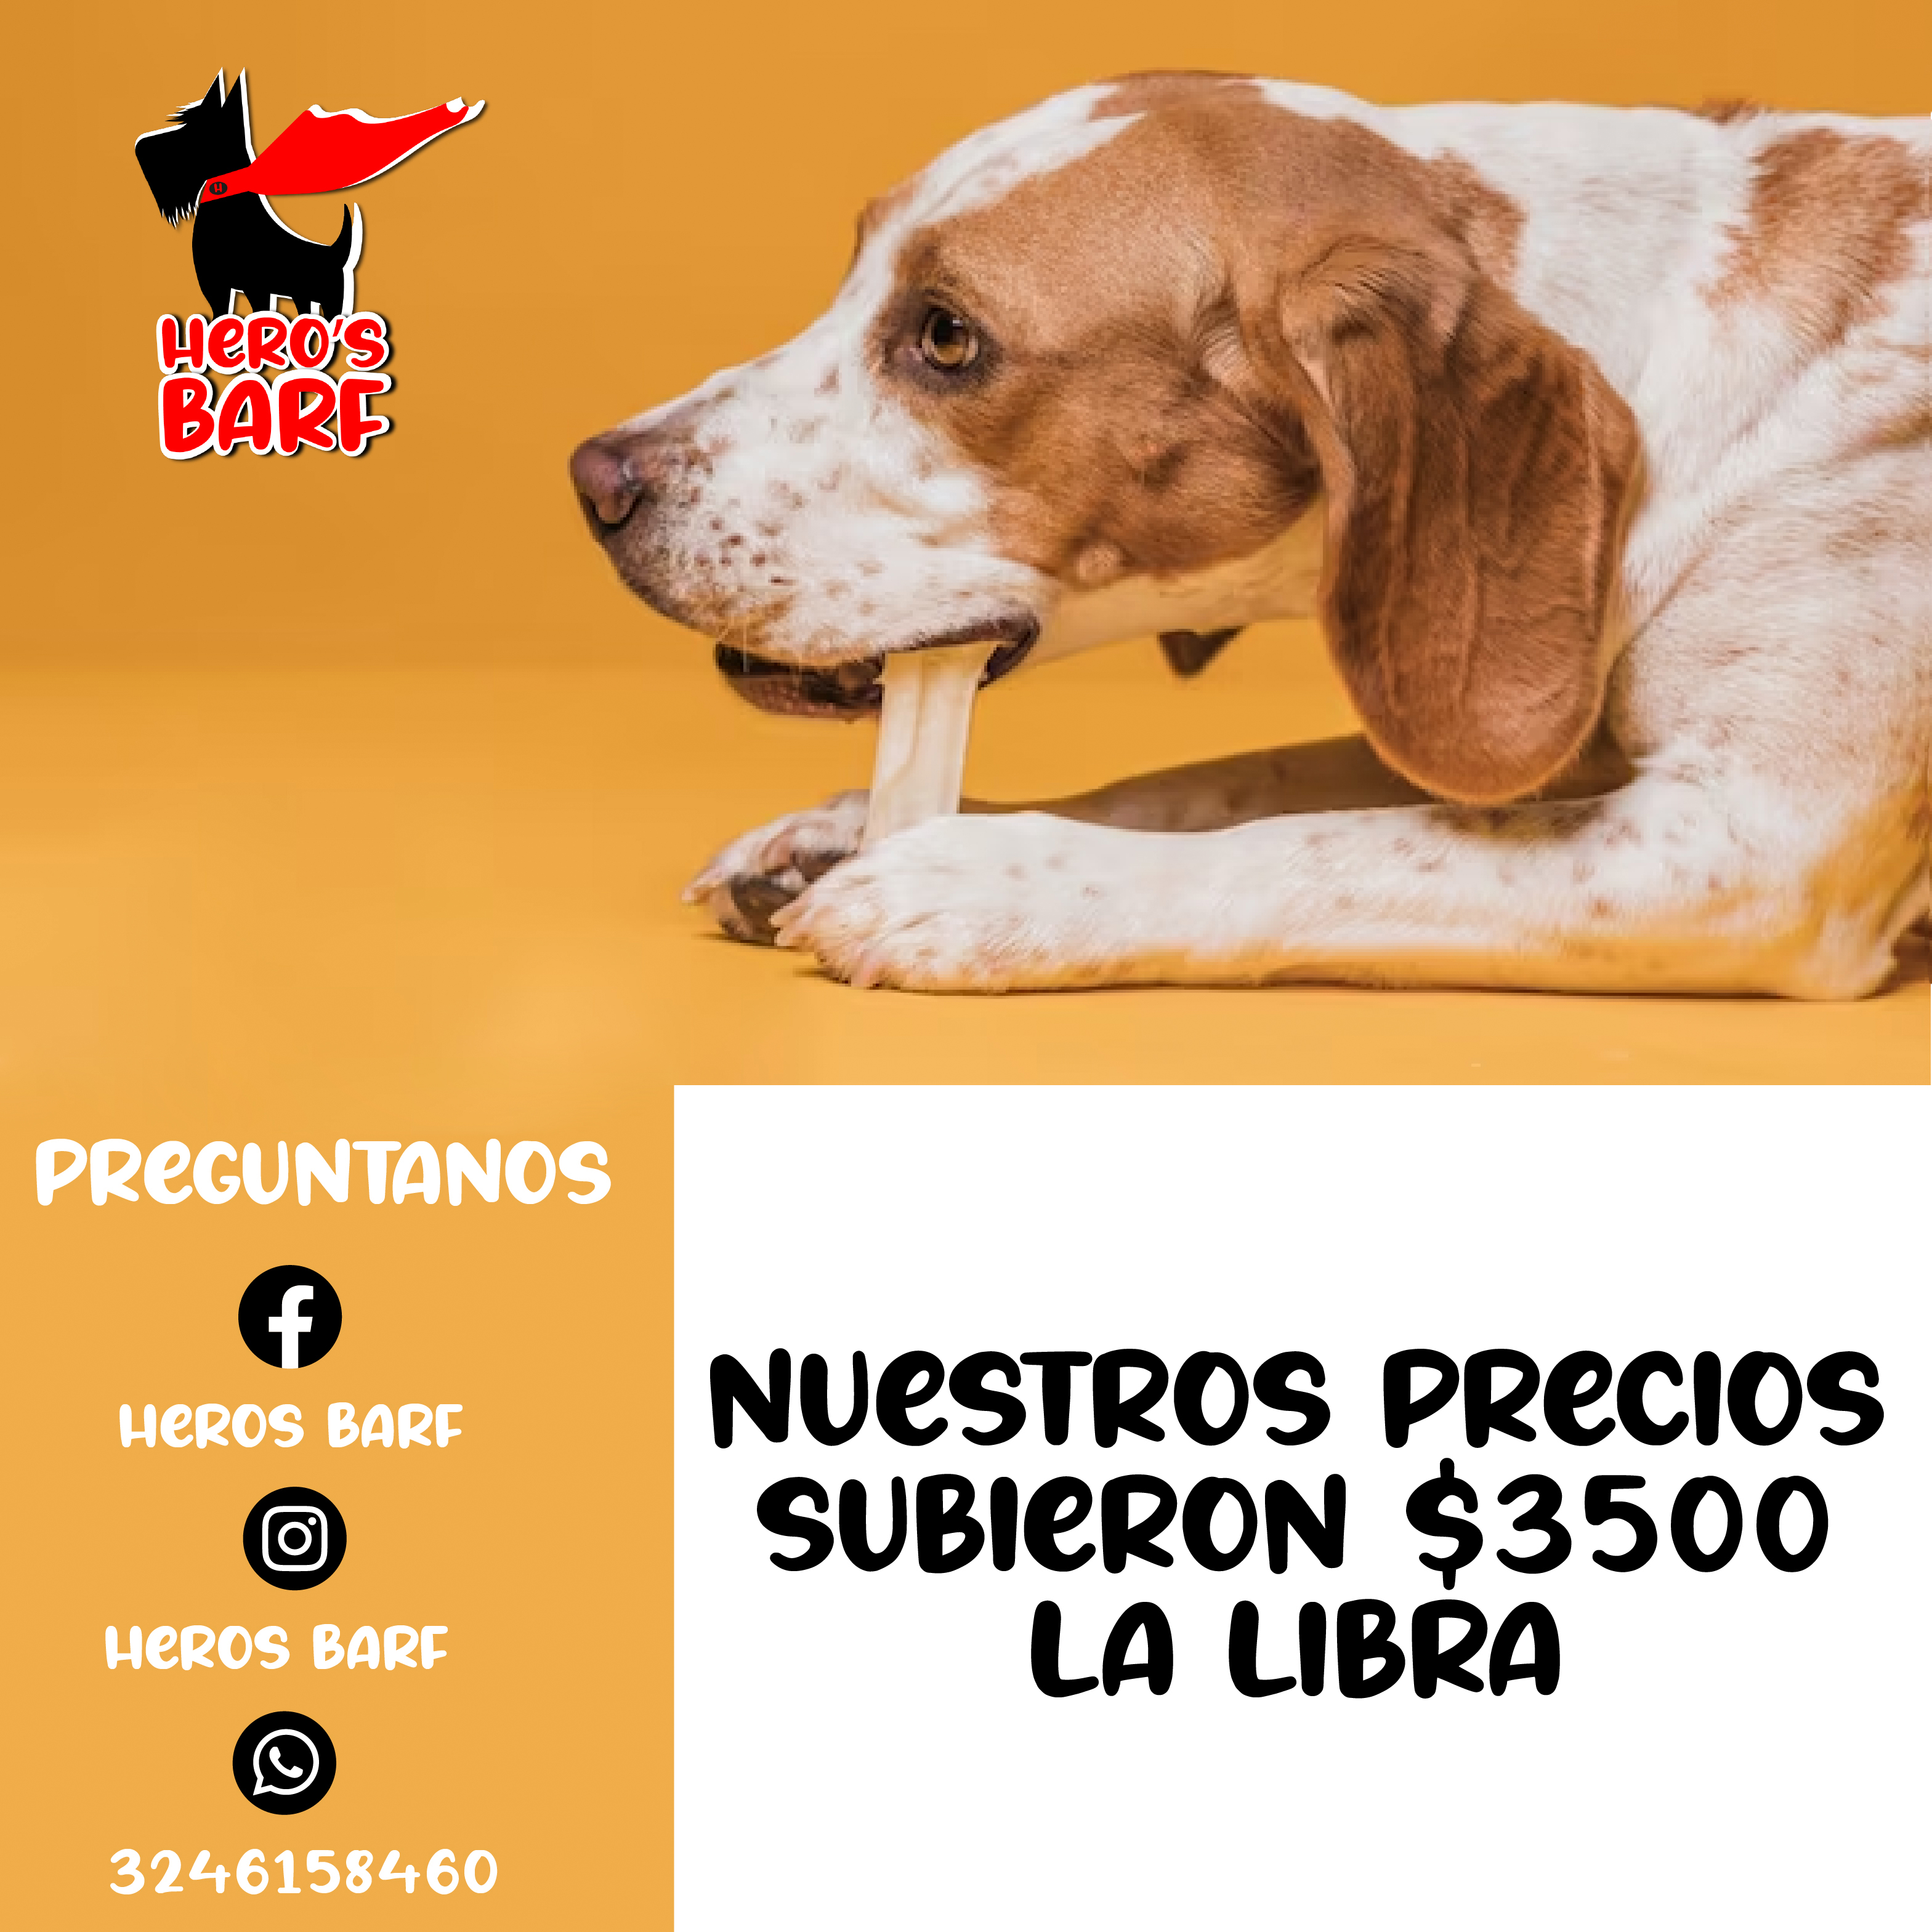 HERO'S
BARF
PREGUNTANOS
HEROS BARF
HEROS BARF
3246158460
NUESTROS PRECIOS
SUBIERON $3500
LA LIBRA